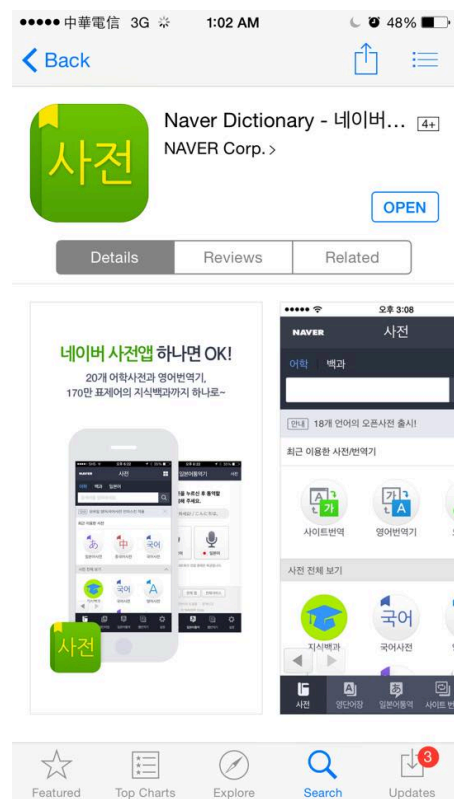 中華電信 3G 1:02 AM 48%
Back
Naver Dictionary - 네이버... 4+
NAVER Corp. >
사전
OPEN
Details Reviews Related
네이버 사전앱 하나면 OK!
20개 어학사전과 영어번역기,
170만 표제어의 지식백과까지 하나로~
사전
오후 3:08
NAVER 사전
어학 백과
안내 18개 언어의 오픈사전 출시!
최근 이용한 사전/번역기
사이트번역 영어번역기
사전 전체 보기
국어
지식백과 국어사전
사전 영단어장 일본어통역 사이트 번
Featured Top Charts Explore Search Updates
3